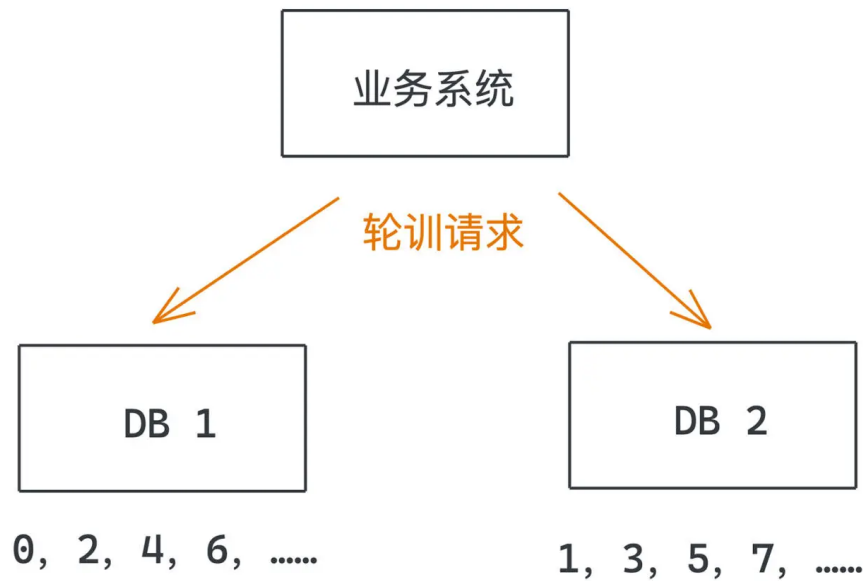 业务系统
轮训请求
DB 1
DB 2
0, 2, 4, 6, ……
1, 3, 5, 7, ……